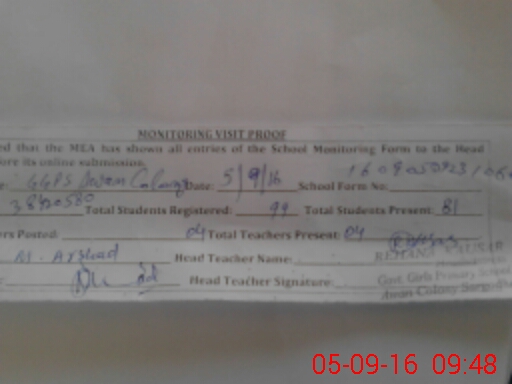 MONITORING VISIT PROOF
ed that the MEA has shown all entries of the School Monitoring Form to the Head
ore its online submission.
e: GGPS Awan Colony Date: 5/9/16 School Form No:
Total Students Registered: 99 Total Students Present: 81
ers Posted: 04 Total Teachers Present: 04
M. Arshad Head Teacher Name: REHANA KAUSAR
Head Teacher Signature: Govt. Girls Primary School
Awan Colony
05-09-16 09:48